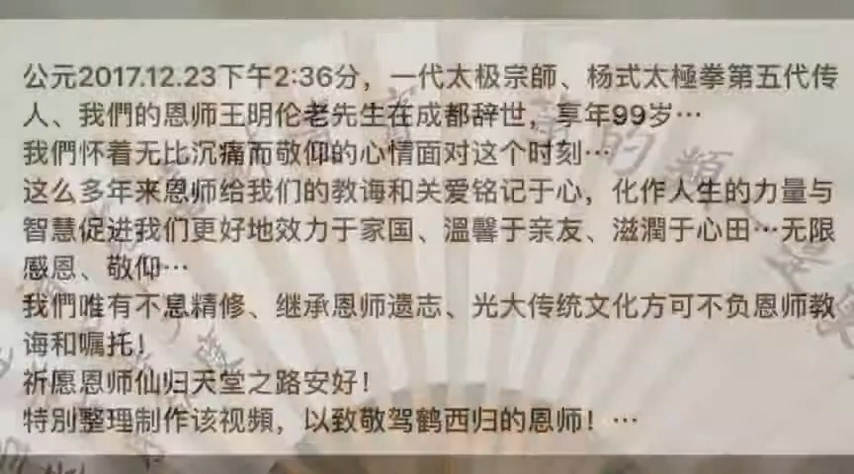 公元2017.12.23下午2:36分，一代太极宗師、杨式太極拳第五代传
人、我們的恩师王明伦老先生在成都辞世，享年99岁…
我們怀着无比沉痛而敬仰的心情面对这个时刻…
这么多年来恩师给我们的教诲和关爱铭记于心，化作人生的力量与
智慧促进我们更好地效力于家国、溫馨于亲友、滋潤于心田…无限
感恩、敬仰…
我們唯有不息精修、继承恩师遗志、光大传统文化方可不负恩师教
诲和嘱托！
祈愿恩师仙归天堂之路安好！
特別整理制作该视頻，以致敬驾鹤西归的恩师！…